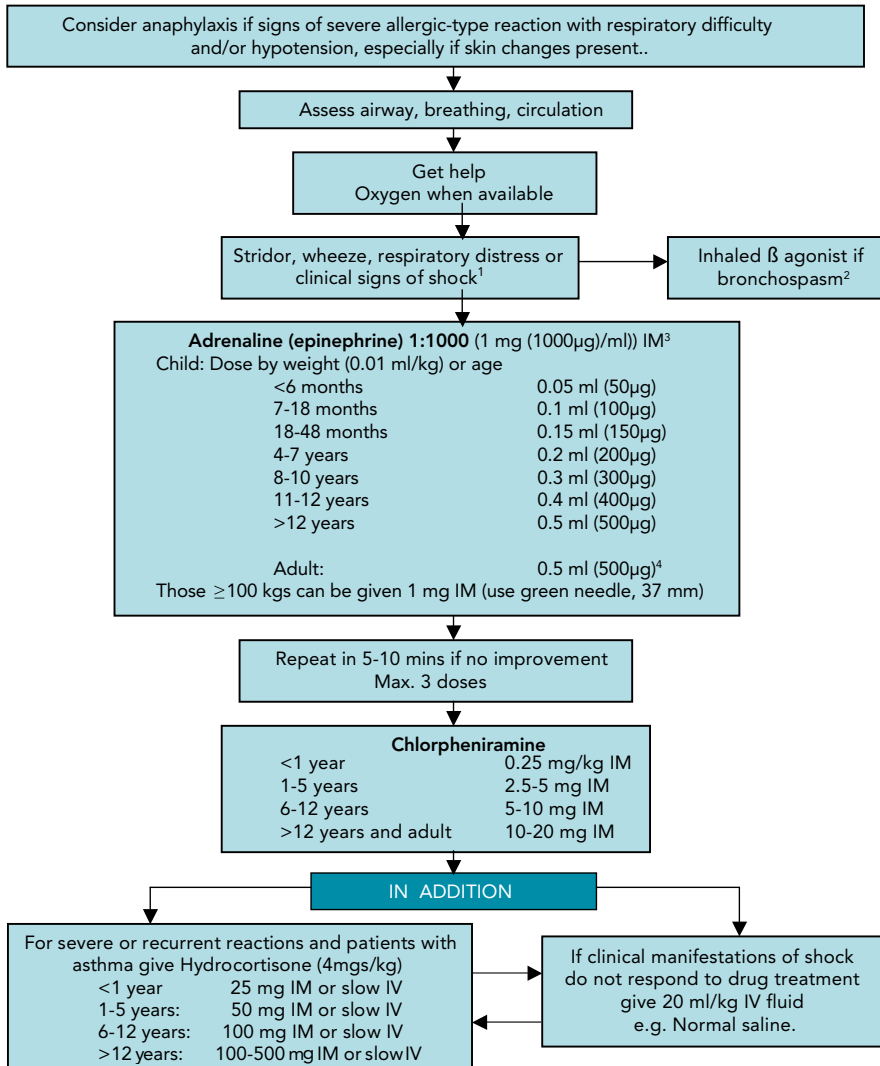 Consider anaphylaxis if signs of severe allergic-type reaction with respiratory difficulty
and/or hypotension, especially if skin changes present..
Assess airway, breathing, circulation
Get help
Oxygen when available
Stridor, wheeze, respiratory distress or
clinical signs of shock¹
Inhaled ß agonist if
bronchospasm²
Adrenaline (epinephrine) 1:1000 (1 mg (1000µg)/ml)) IM³
Child: Dose by weight (0.01 ml/kg) or age
<6 months 0.05 ml (50µg)
7-18 months 0.1 ml (100µg)
18-48 months 0.15 ml (150µg)
4-7 years 0.2 ml (200µg)
8-10 years 0.3 ml (300µg)
11-12 years 0.4 ml (400µg)
>12 years 0.5 ml (500µg)
Adult: 0.5 ml (500µg)⁴
Those ≥100 kgs can be given 1 mg IM (use green needle, 37 mm)
Repeat in 5-10 mins if no improvement
Max. 3 doses
Chlorpheniramine
<1 year 0.25 mg/kg IM
1-5 years 2.5-5 mg IM
6-12 years 5-10 mg IM
>12 years and adult 10-20 mg IM
IN ADDITION
For severe or recurrent reactions and patients with
asthma give Hydrocortisone (4mgs/kg)
<1 year 25 mg IM or slow IV
1-5 years: 50 mg IM or slow IV
6-12 years: 100 mg IM or slow IV
>12 years: 100-500 mg IM or slow IV
If clinical manifestations of shock
do not respond to drug treatment
give 20 ml/kg IV fluid
e.g. Normal saline.